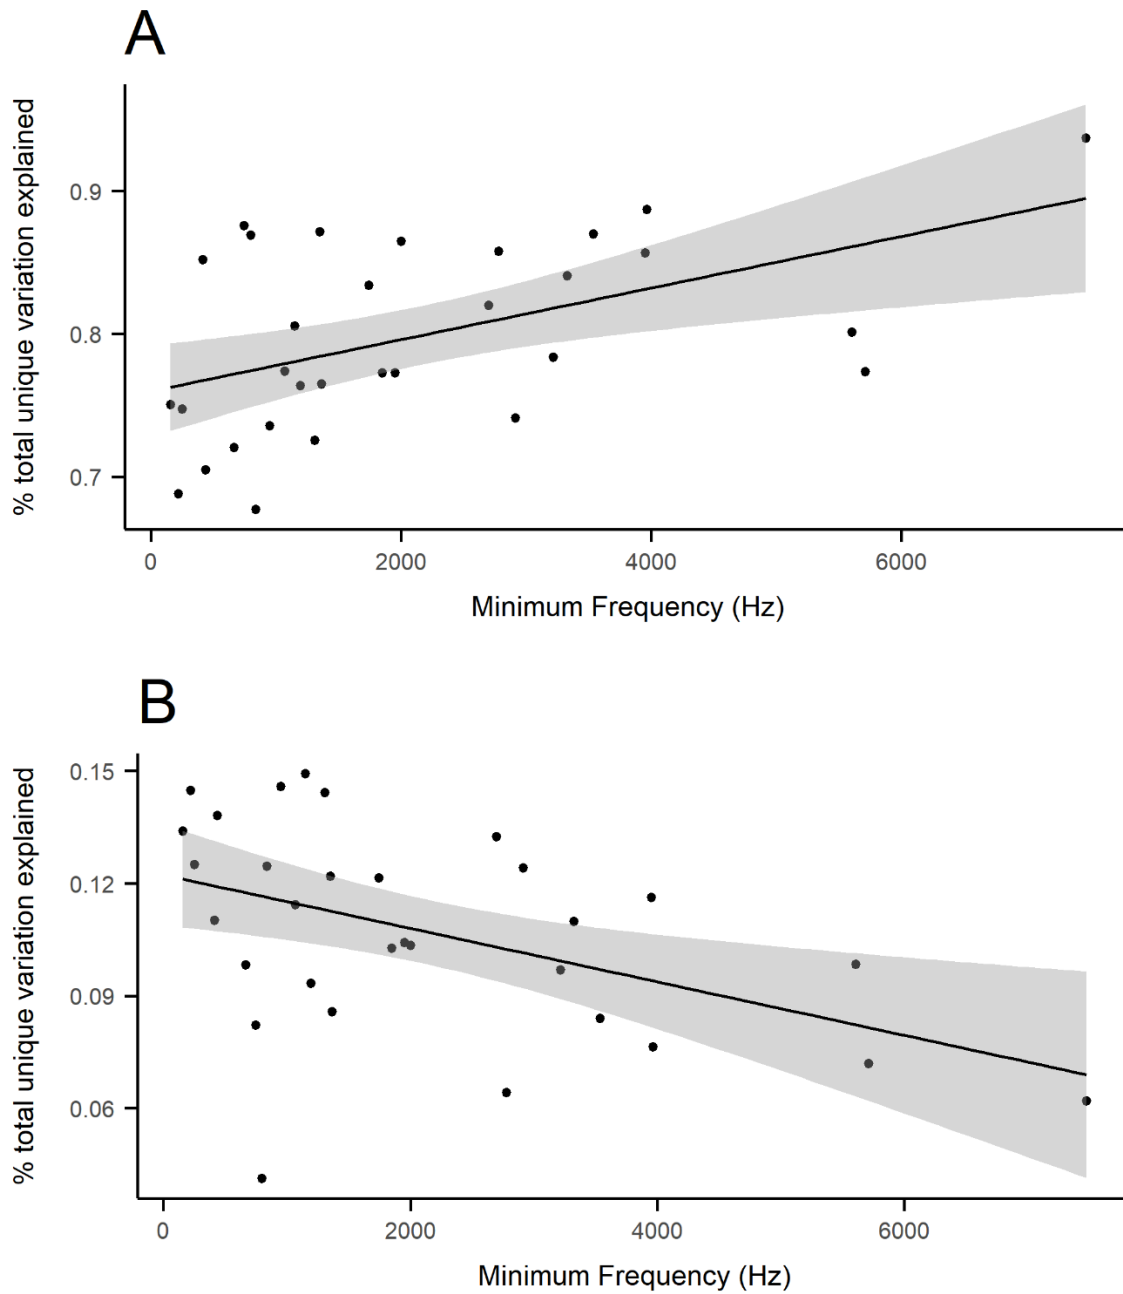 A
% total unique variation explained
0.9
0.8
0.7
0 2000 4000 6000
Minimum Frequency (Hz)
B
% total unique variation explained
0.15
0.12
0.09
0.06
0 2000 4000 6000
Minimum Frequency (Hz)